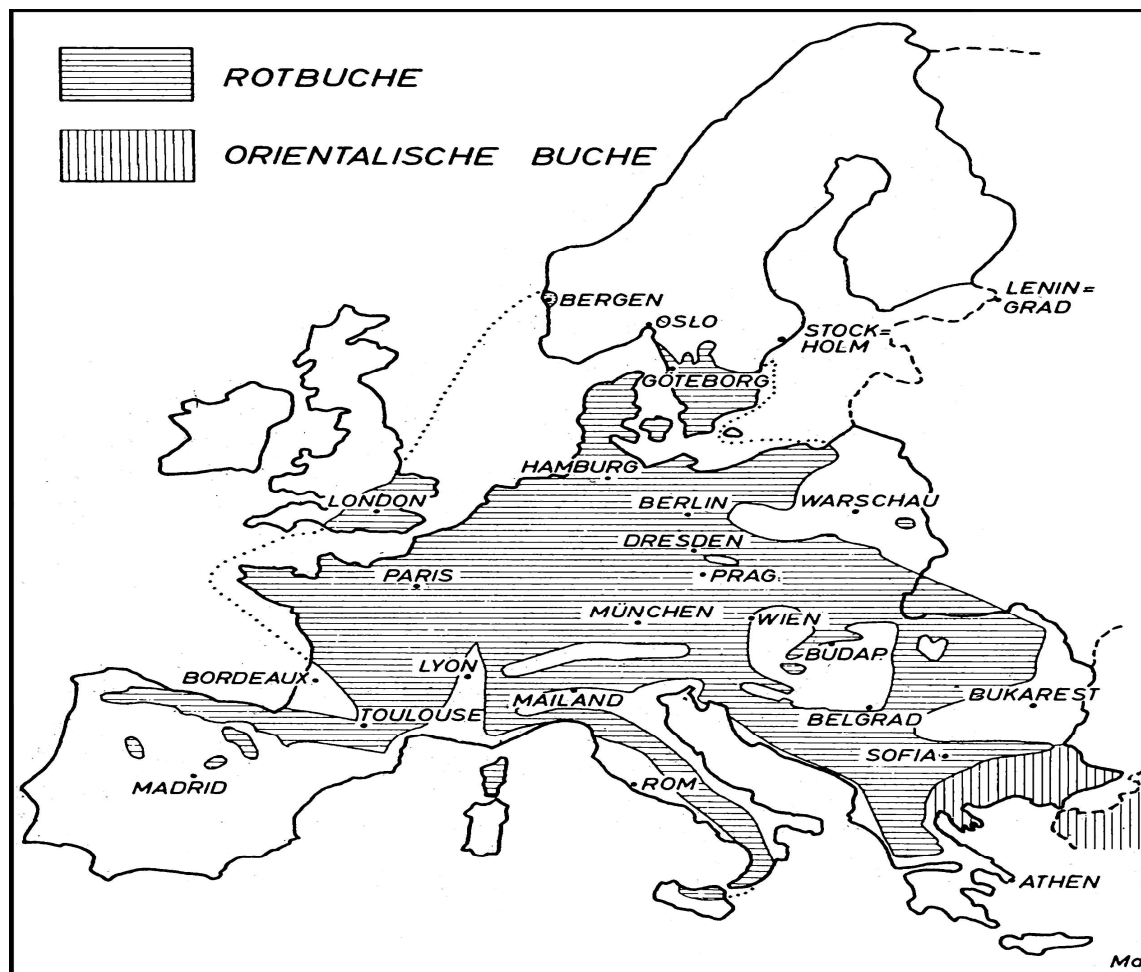 ROTBUCHE
ORIENTALISCHE BUCHE
BERGEN
OSLO
LENIN=
GRAD
STOCK=
HOLM
GÖTEBORG
HAMBURG
LONDON
BERLIN
WARSCHAU
DRESDEN
PARIS
PRAG
MÜNCHEN
WIEN
BUDAP.
LYON
BORDEAUX
MAILAND
BUKAREST
TOULOUSE
BELGRAD
SOFIA
MADRID
ROM
ATHEN